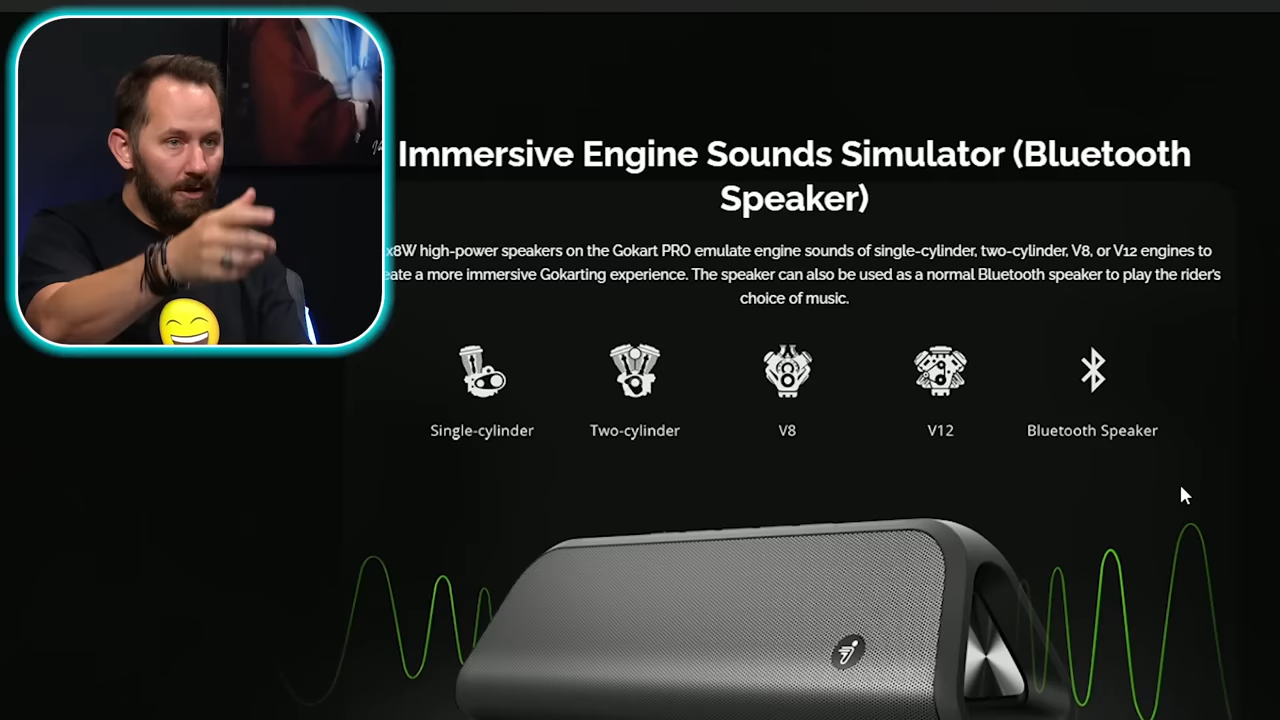 Immersive Engine Sounds Simulator (Bluetooth
Speaker)
x8W high-power speakers on the Gokart PRO emulate engine sounds of single-cylinder, two-cylinder, V8, or V12 engines to
eate a more immersive Gokarting experience. The speaker can also be used as a normal Bluetooth speaker to play the rider's
choice of music.
Single-cylinder
Two-cylinder
V8
V12
Bluetooth Speaker